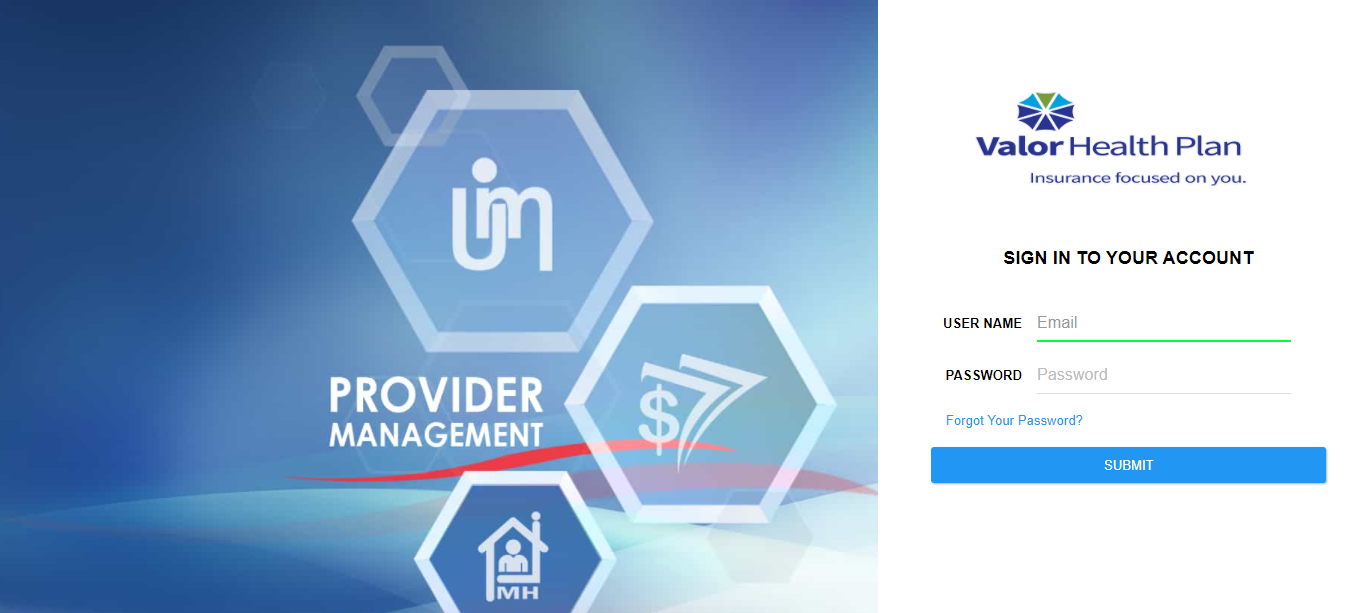 UM
PROVIDER
MANAGEMENT
$
MH
Valor Health Plan
Insurance focused on you.
SIGN IN TO YOUR ACCOUNT
USER NAME Email
PASSWORD Password
Forgot Your Password?
SUBMIT